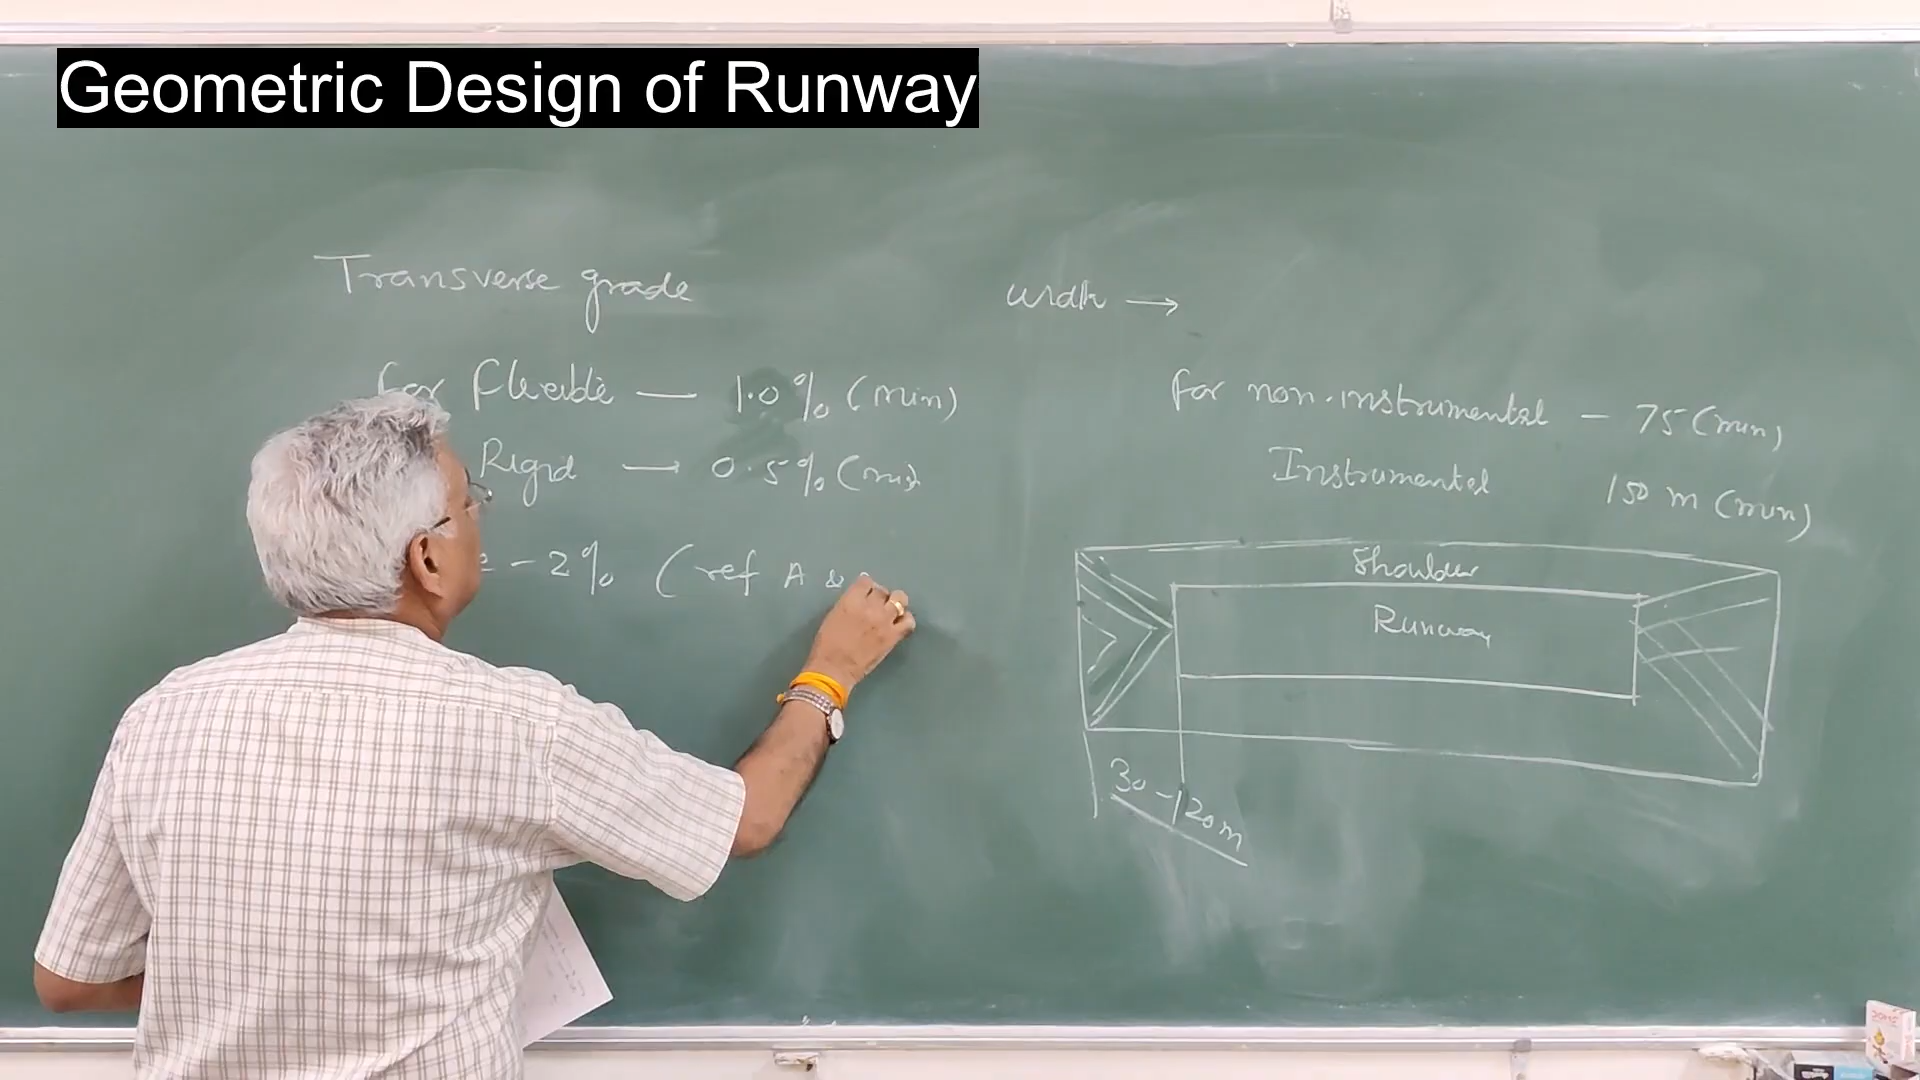 Geometric Design of Runway
Transverse grade
For Flexible — 1.0% (min)
Rigid — 0.5% (min)
- 2% (ref A &
width →
for non-instrumental - 75 (min)
Instrumental 150 m (min)
Shoulder
Runway
30-120m